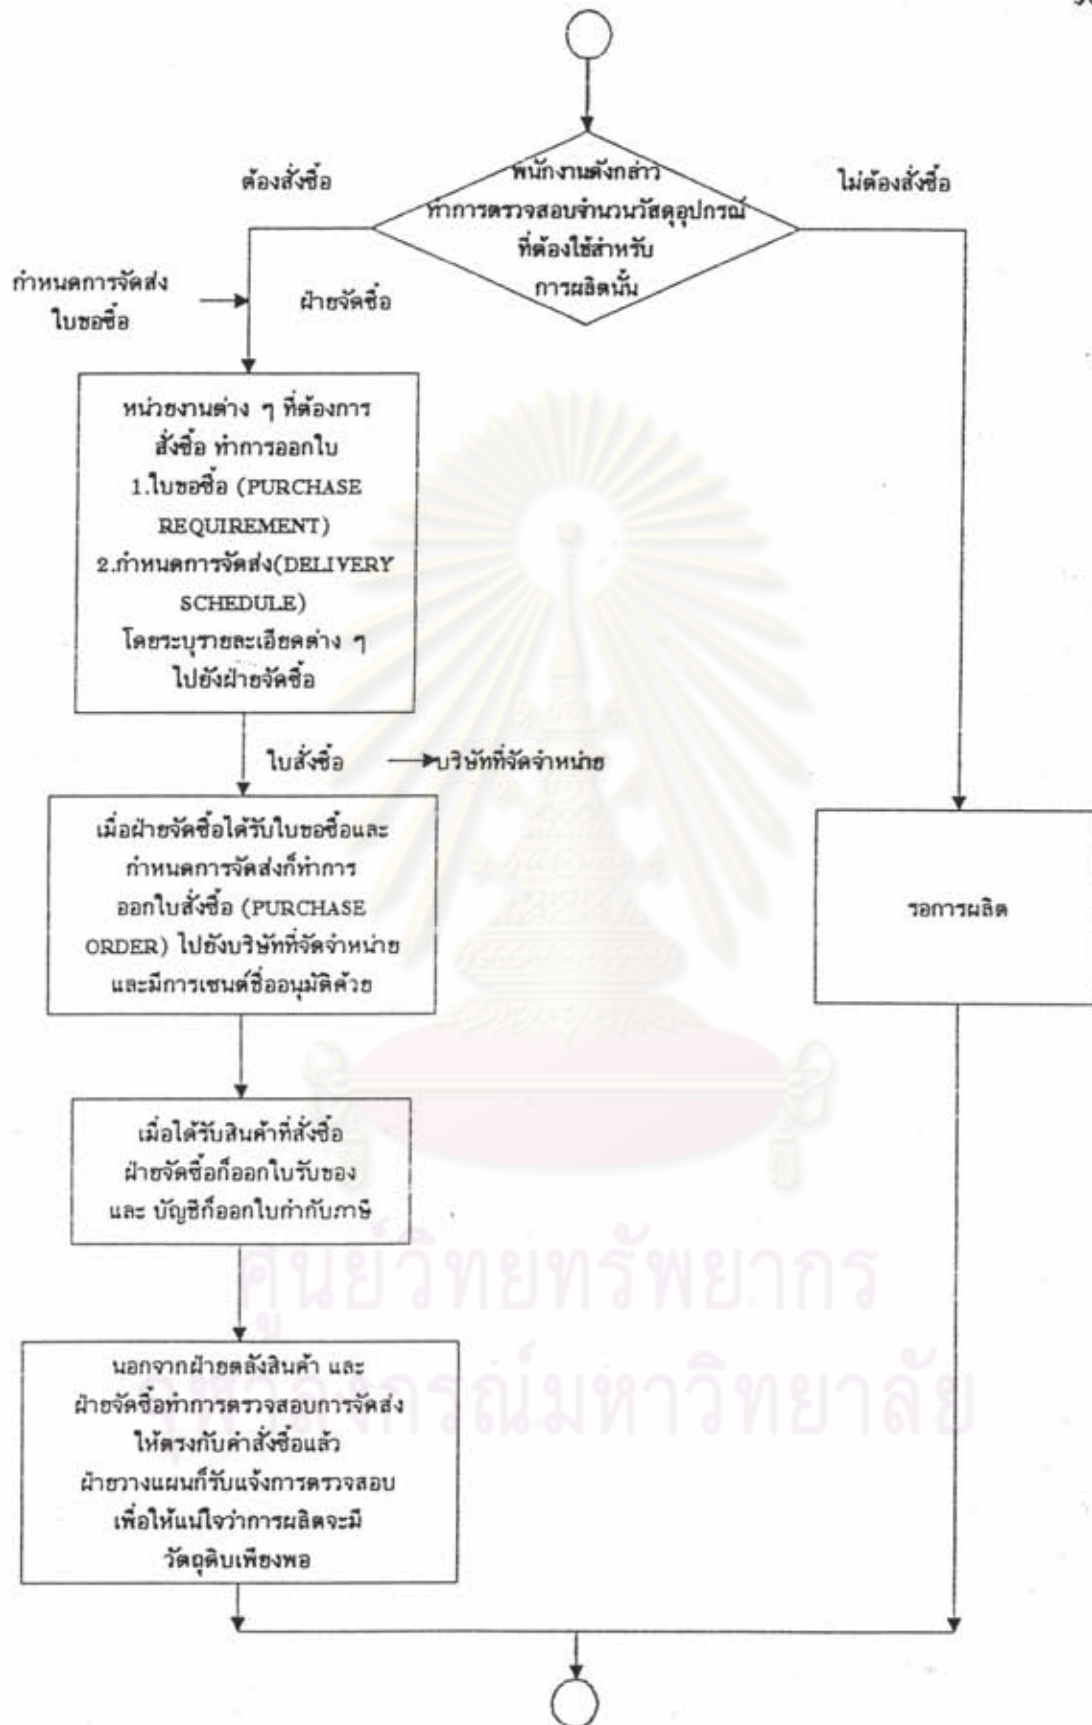 พนักงานดังกล่าว
ทำการตรวจสอบจำนวนวัสดุอุปกรณ์
ที่ต้องใช้สำหรับ
การผลิตนั้น
ต้องสั่งซื้อ
ไม่ต้องสั่งซื้อ
กำหนดการจัดส่ง
ใบขอซื้อ
ฝ่ายจัดซื้อ
หน่วยงานต่าง ๆ ที่ต้องการ
สั่งซื้อ ทำการออกใบ
1.ใบขอซื้อ (PURCHASE
REQUIREMENT)
2.กำหนดการจัดส่ง(DELIVERY
SCHEDULE)
โดยระบุรายละเอียดต่าง ๆ
ไปยังฝ่ายจัดซื้อ
ใบสั่งซื้อ
บริษัทที่จัดจำหน่าย
เมื่อฝ่ายจัดซื้อได้รับใบขอซื้อและ
กำหนดการจัดส่งก็ทำการ
ออกใบสั่งซื้อ (PURCHASE
ORDER) ไปยังบริษัทที่จัดจำหน่าย
และมีการเซนต์ชื่ออนุมัติด้วย
รอการผลิต
เมื่อได้รับสินค้าที่สั่งซื้อ
ฝ่ายจัดซื้อก็ออกใบรับของ
และ บัญชีก็ออกใบกำกับภาษี
ศูนย์วิทยทรัพยากร
จุฬาลงกรณ์มหาวิทยาลัย
นอกจากฝ่ายคลังสินค้า และ
ฝ่ายจัดซื้อทำการตรวจสอบการจัดส่ง
ให้ตรงกับคำสั่งซื้อแล้ว
ฝ่ายวางแผนก็รับแจ้งการตรวจสอบ
เพื่อให้แน่ใจว่าการผลิตจะมี
วัตถุดิบเพียงพอ